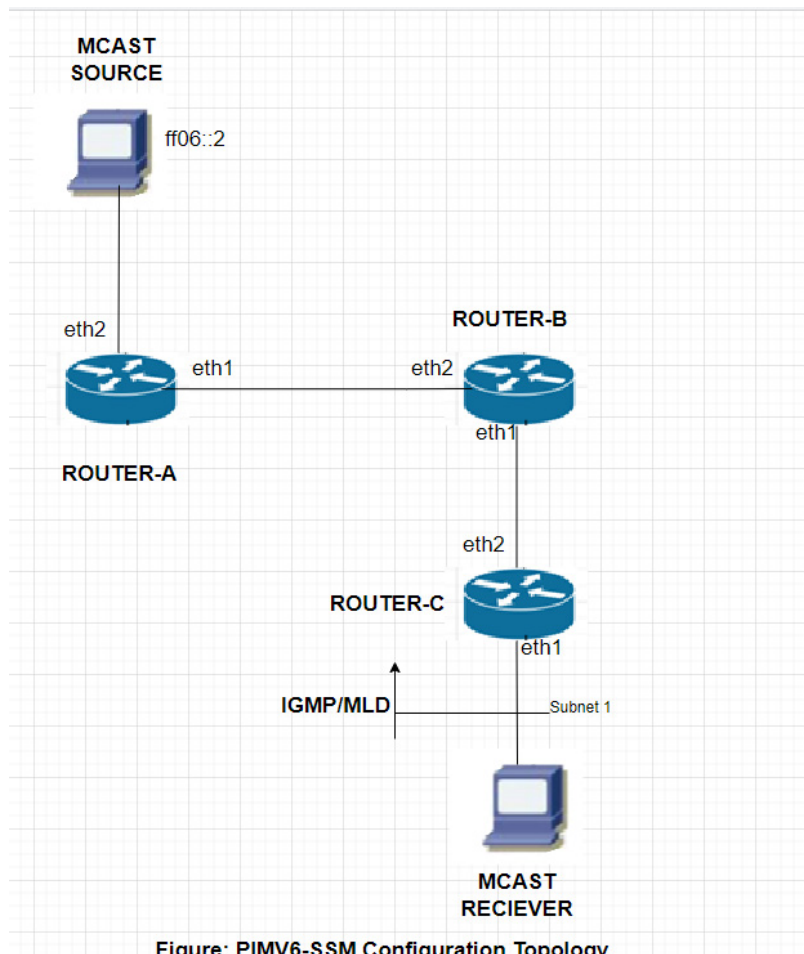 MCAST
SOURCE
ff06::2
eth2
eth1
ROUTER-A
ROUTER-B
eth2
eth1
eth2
ROUTER-C
eth1
IGMP/MLD
Subnet 1
MCAST
RECIEVER
Figure: PIMV6-SSM Configuration Topology